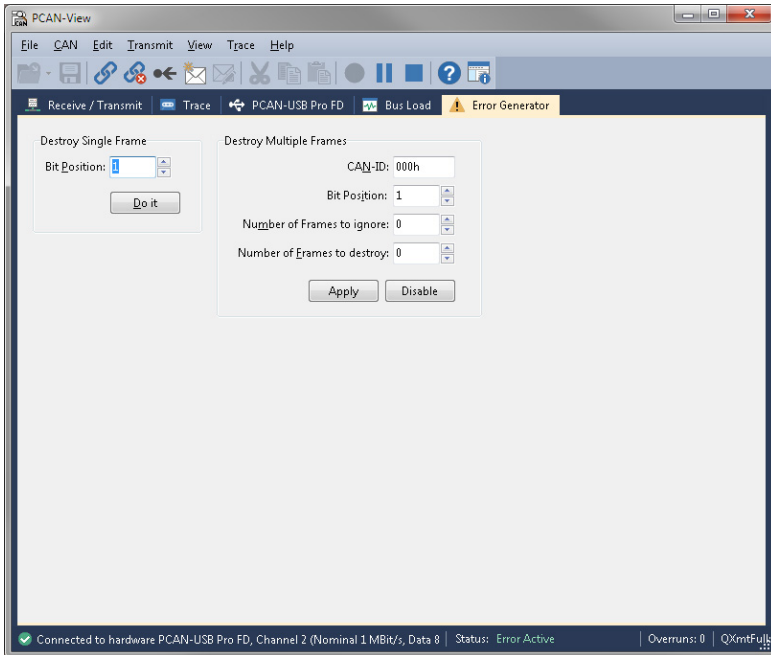 PCAN-View
File CAN Edit Transmit View Trace Help
Receive / Transmit Trace PCAN-USB Pro FD Bus Load Error Generator
Destroy Single Frame
Bit Position: 1
Do it
Destroy Multiple Frames
CAN-ID: 000h
Bit Position: 1
Number of Frames to ignore: 0
Number of Frames to destroy: 0
Apply Disable
Connected to hardware PCAN-USB Pro FD, Channel 2 (Nominal 1 MBit/s, Data 8 Status: Error Active Overruns: 0 QXmtFull